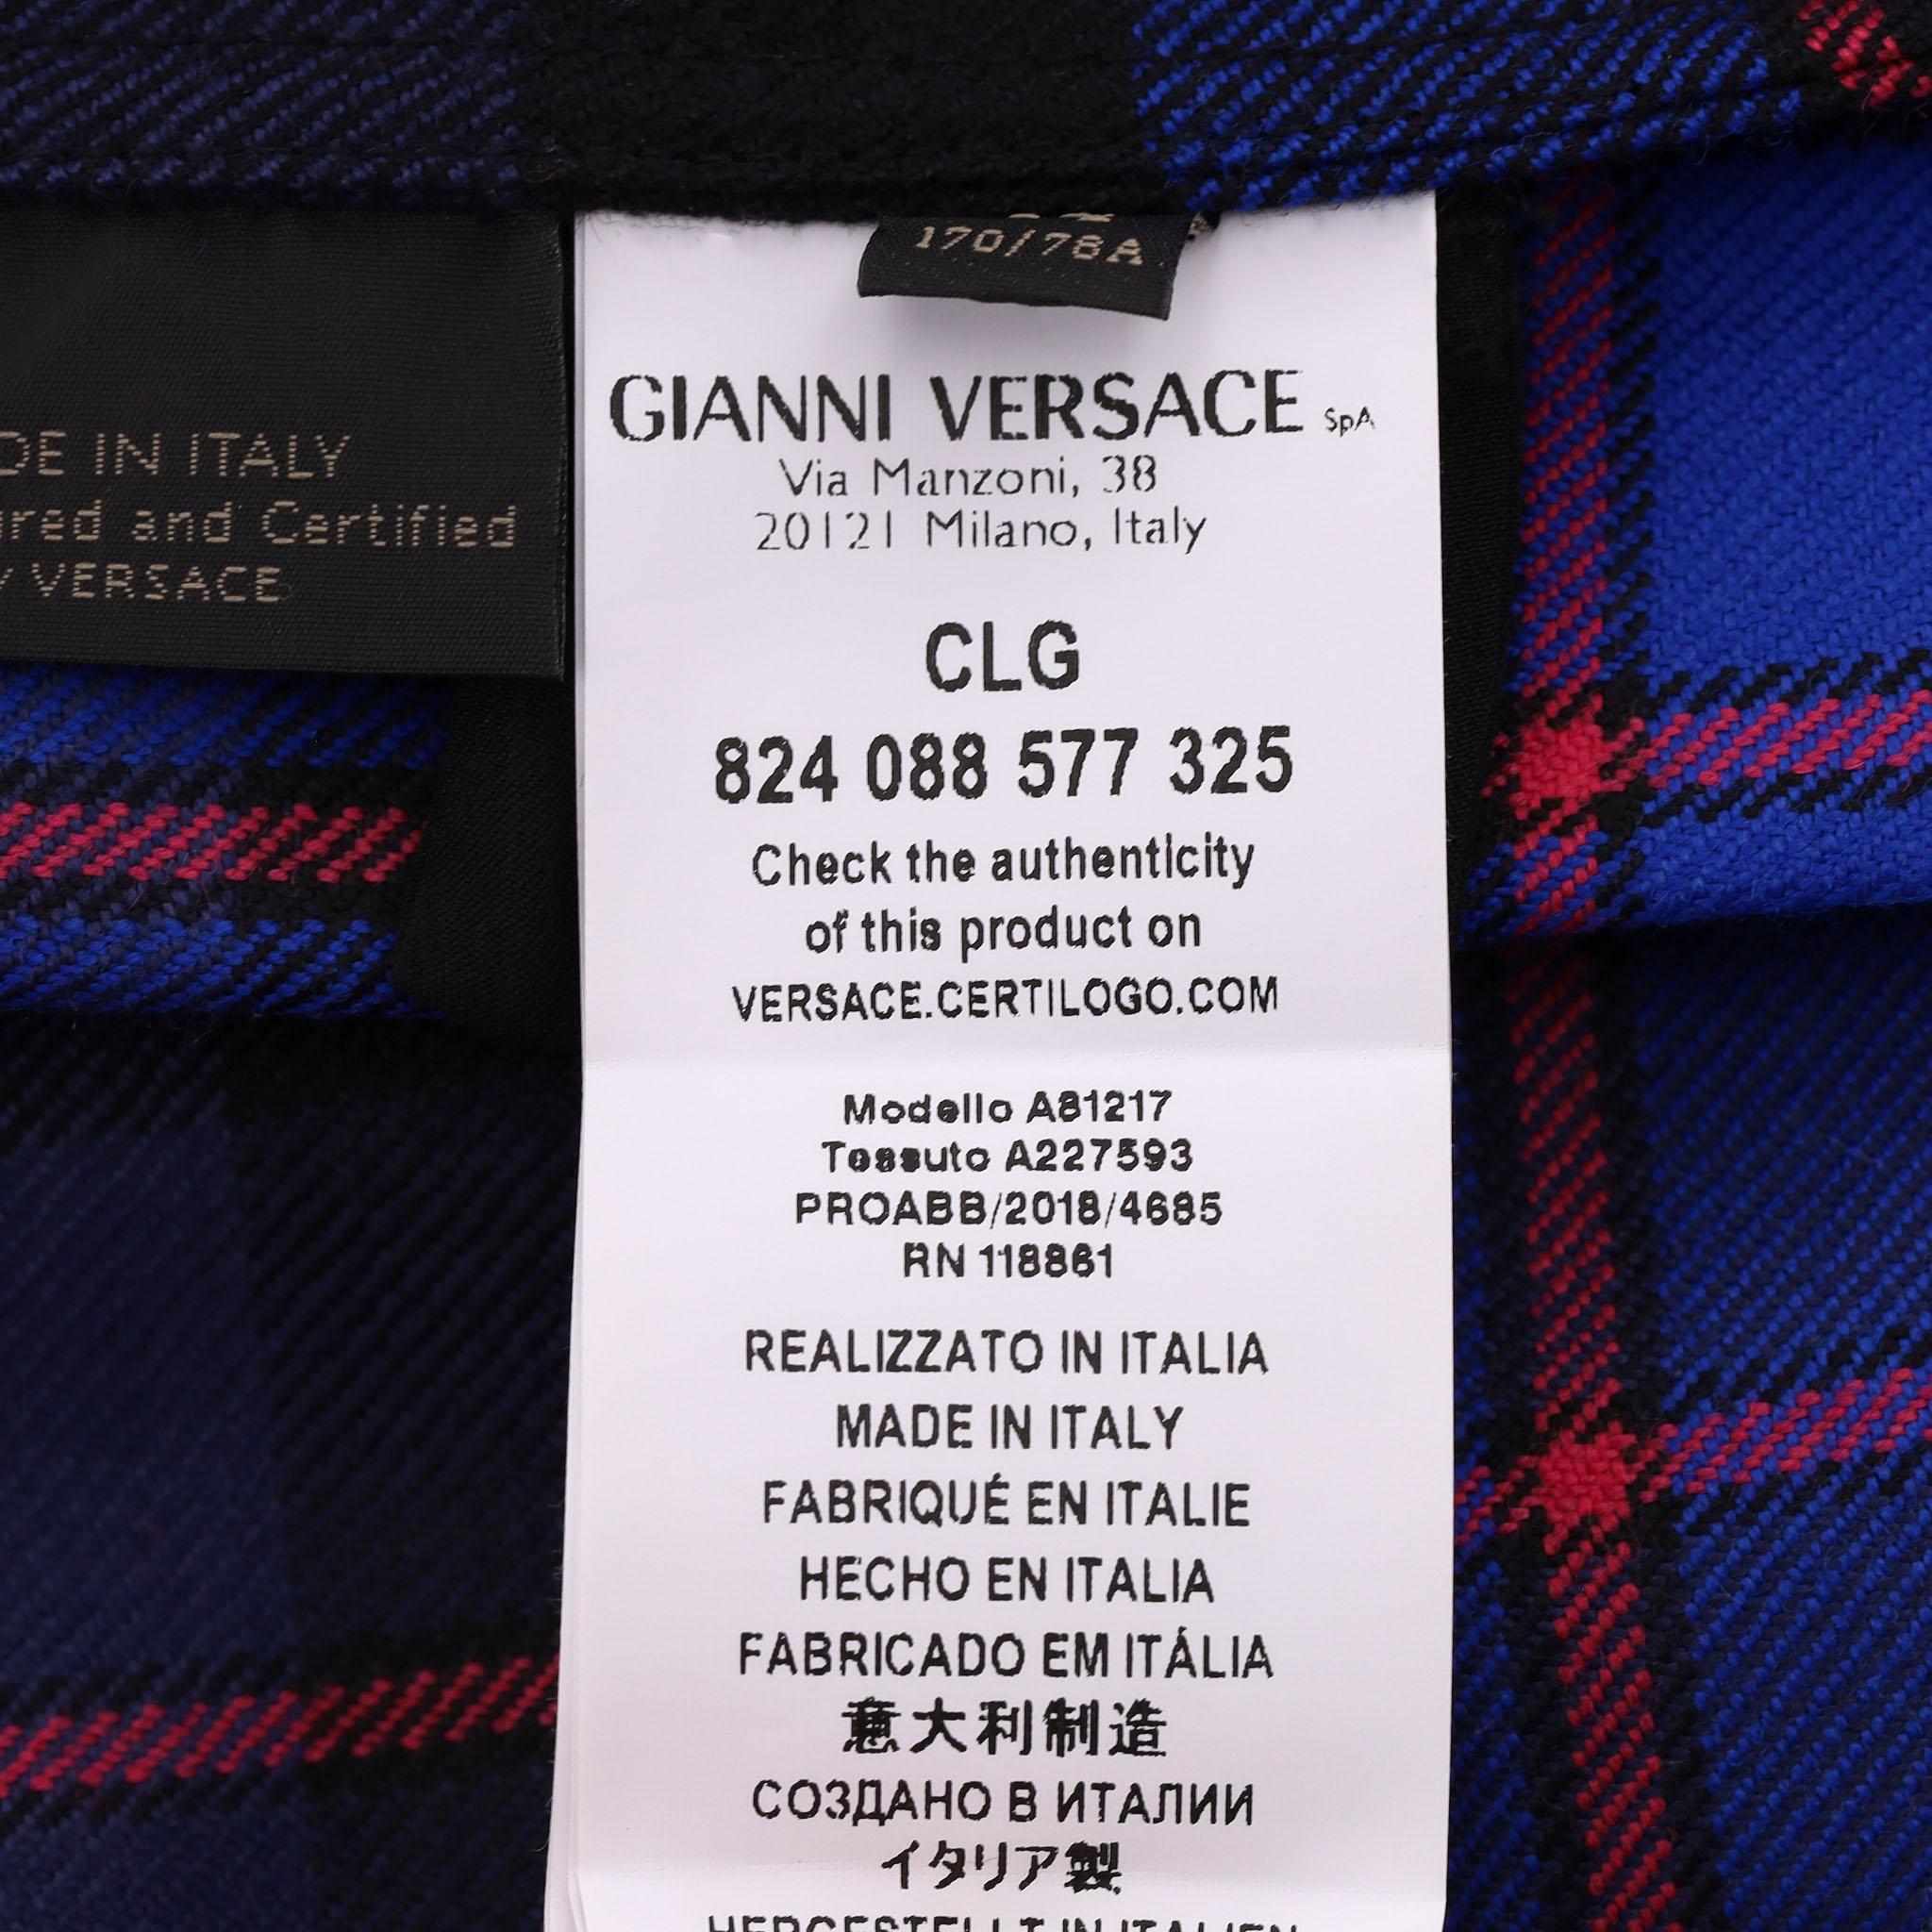 170/78A
DE IN ITALY
and Certified
VERSACE
GIANNI VERSACE SpA
Via Manzoni, 38
20121 Milano, Italy
CLG
824 088 577 325
Check the authenticity
of this product on
VERSACE.CERTILOGO.COM
Modello A81217
Tessuto A227593
PROABB/2018/4685
RN 118861
REALIZZATO IN ITALIA
MADE IN ITALY
FABRIQUÉ EN ITALIE
HECHO EN ITALIA
FABRICADO EM ITÁLIA
意大利制造
СОЗДАНО В ИТАЛИИ
イタリア製
HERGESTELLT IN ITALIEN